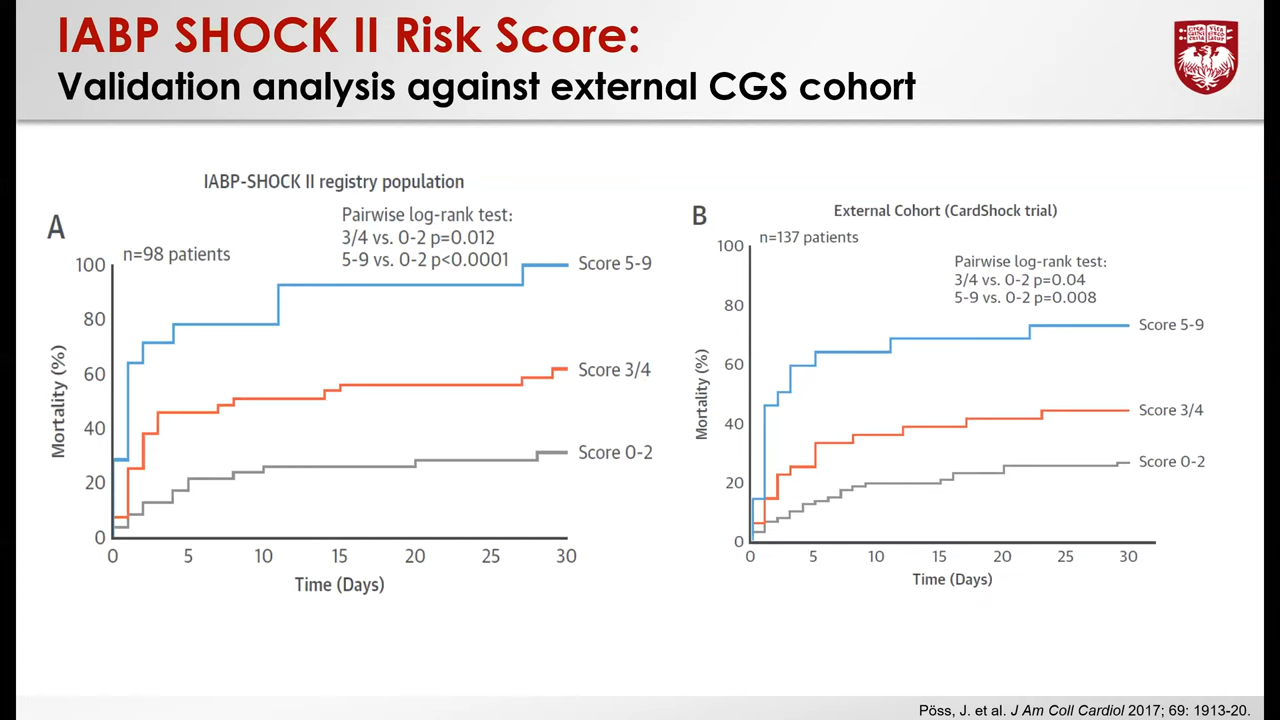 IABP SHOCK II Risk Score:
Validation analysis against external CGS cohort
IABP-SHOCK II registry population
A
n=98 patients
Pairwise log-rank test:
3/4 vs. 0-2 p=0.012
5-9 vs. 0-2 p<0.0001
Mortality (%)
100
80
60
40
20
0
0
5
10
15
20
25
30
Time (Days)
Score 5-9
Score 3/4
Score 0-2
B
External Cohort (CardShock trial)
n=137 patients
Pairwise log-rank test:
3/4 vs. 0-2 p=0.04
5-9 vs. 0-2 p=0.008
Mortality (%)
100
80
60
40
20
0
0
5
10
15
20
25
30
Time (Days)
Score 5-9
Score 3/4
Score 0-2
Pöss, J. et al. J Am Coll Cardiol 2017; 69: 1913-20.